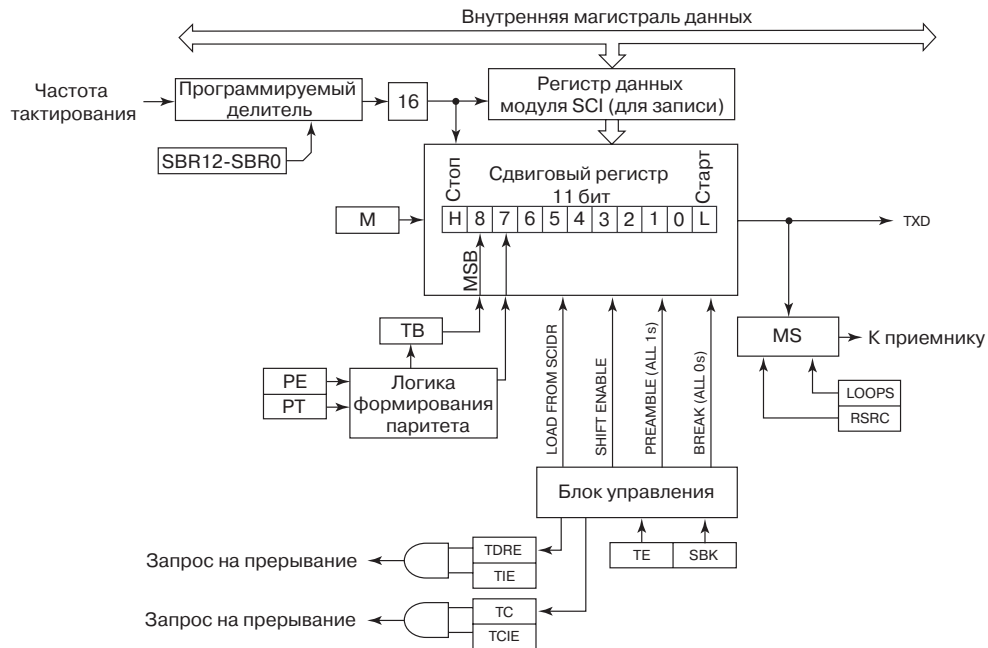 Внутренняя магистраль данных
Частота
тактирования
Программируемый
делитель
16
Регистр данных
модуля SCI (для записи)
SBR12-SBR0
Стоп
Сдвиговый регистр
11 бит
Старт
M
H 8 7 6 5 4 3 2 1 0 L
TXD
MSB
TB
MS
К приемнику
PE
PT
Логика
формирования
паритета
LOAD FROM SCIDR
SHIFT ENABLE
PREAMBLE (ALL 1s)
BREAK (ALL 0s)
LOOPS
RSRC
Блок управления
Запрос на прерывание
TDRE
TIE
TE
SBK
Запрос на прерывание
TC
TCIE